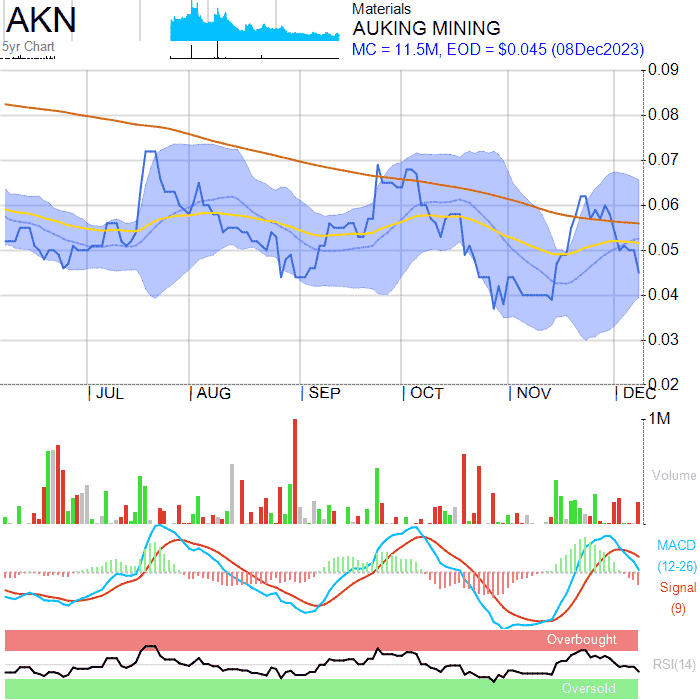 AKN
5yr Chart
Materials
AUKING MINING
MC = 11.5M, EOD = $0.045 (08Dec2023)
0.09
0.08
0.07
0.06
0.05
0.04
0.03
0.02
JUL AUG SEP OCT NOV DEC
1M
Volume
MACD
(12-26)
Signal
(9)
Overbought
RSI(14)
Oversold